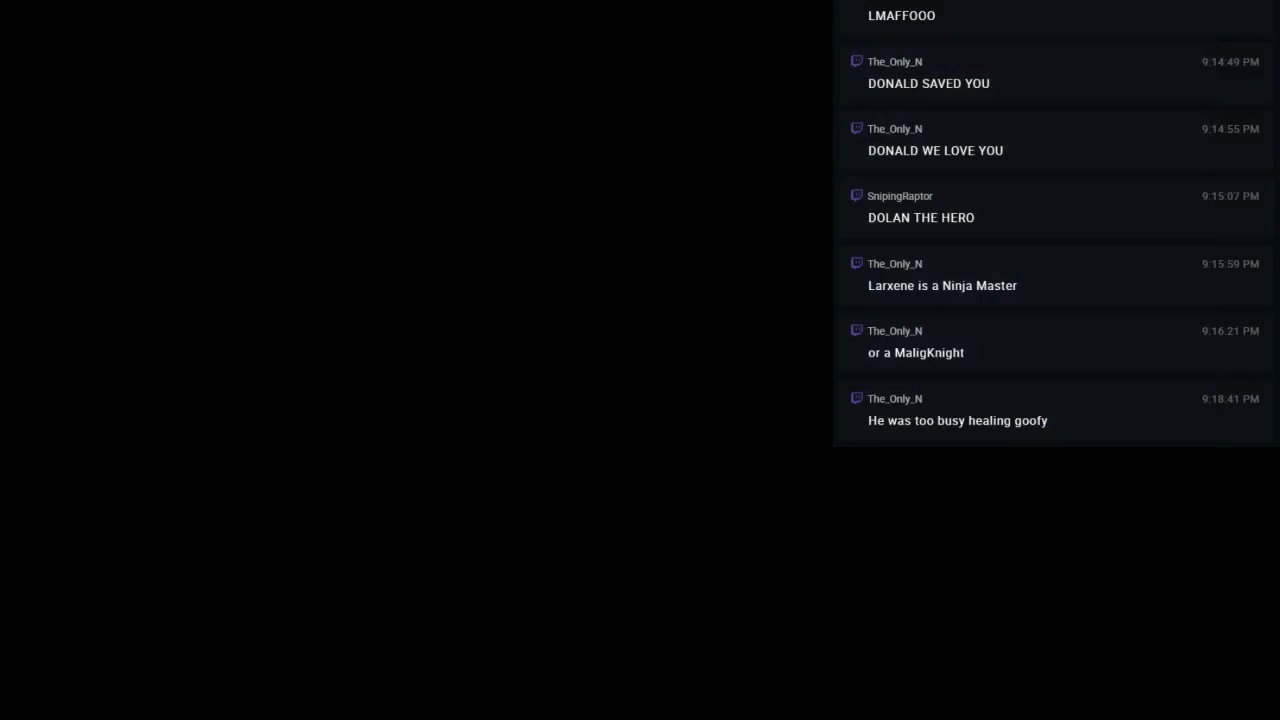 LMAFFOOO
The_Only_N 9:14:49 PM
DONALD SAVED YOU
The_Only_N 9:14:55 PM
DONALD WE LOVE YOU
SnipingRaptor 9:15:07 PM
DOLAN THE HERO
The_Only_N 9:15:59 PM
Larxene is a Ninja Master
The_Only_N 9:16:21 PM
or a MaligKnight
The_Only_N 9:18:41 PM
He was too busy healing goofy